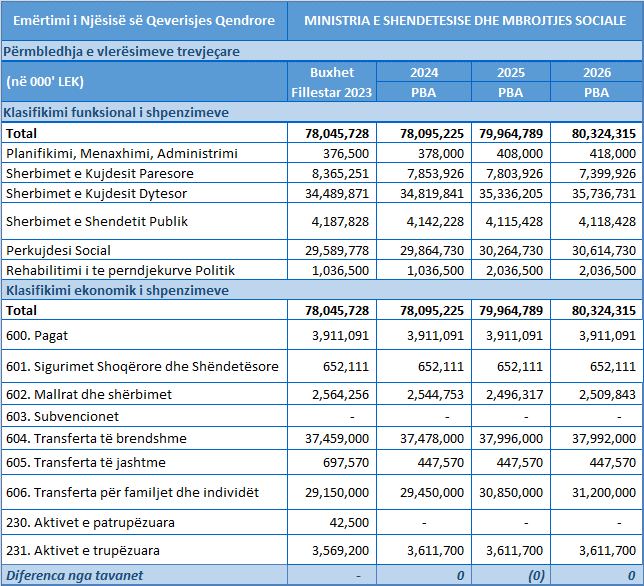 Emërtimi i Njësisë së Qeverisjes Qendrore MINISTRIA E SHENDETESISE DHE MBROJTJES SOCIALE
Përmbledhja e vlerësimeve trevjeçare
(në 000' LEK) Buxhet Fillestar 2023 2024 PBA 2025 PBA 2026 PBA
Klasifikimi funksional i shpenzimeve
Total 78,045,728 78,095,225 79,964,789 80,324,315
Planifikimi, Menaxhimi, Administrimi 376,500 378,000 408,000 418,000
Sherbimet e Kujdesit Paresore 8,365,251 7,853,926 7,803,926 7,399,926
Sherbimet e Kujdesit Dytesor 34,489,871 34,819,841 35,336,205 35,736,731
Sherbimet e Shendetit Publik 4,187,828 4,142,228 4,115,428 4,118,428
Perkujdesi Social 29,589,778 29,864,730 30,264,730 30,614,730
Rehabilitimi i te perndjekurve Politik 1,036,500 1,036,500 2,036,500 2,036,500
Klasifikimi ekonomik i shpenzimeve
Total 78,045,728 78,095,225 79,964,789 80,324,315
600. Pagat 3,911,091 3,911,091 3,911,091 3,911,091
601. Sigurimet Shoqërore dhe Shëndetësore 652,111 652,111 652,111 652,111
602. Mallrat dhe shërbimet 2,564,256 2,544,753 2,496,317 2,509,843
603. Subvencionet - - - -
604. Transferta të brendshme 37,459,000 37,478,000 37,996,000 37,992,000
605. Transferta të jashtme 697,570 447,570 447,570 447,570
606. Transferta për familjet dhe individët 29,150,000 29,450,000 30,850,000 31,200,000
230. Aktivet e patrupëzuara 42,500 - - -
231. Aktivet e trupëzuara 3,569,200 3,611,700 3,611,700 3,611,700
Diferenca nga tavanet - 0 (0) 0